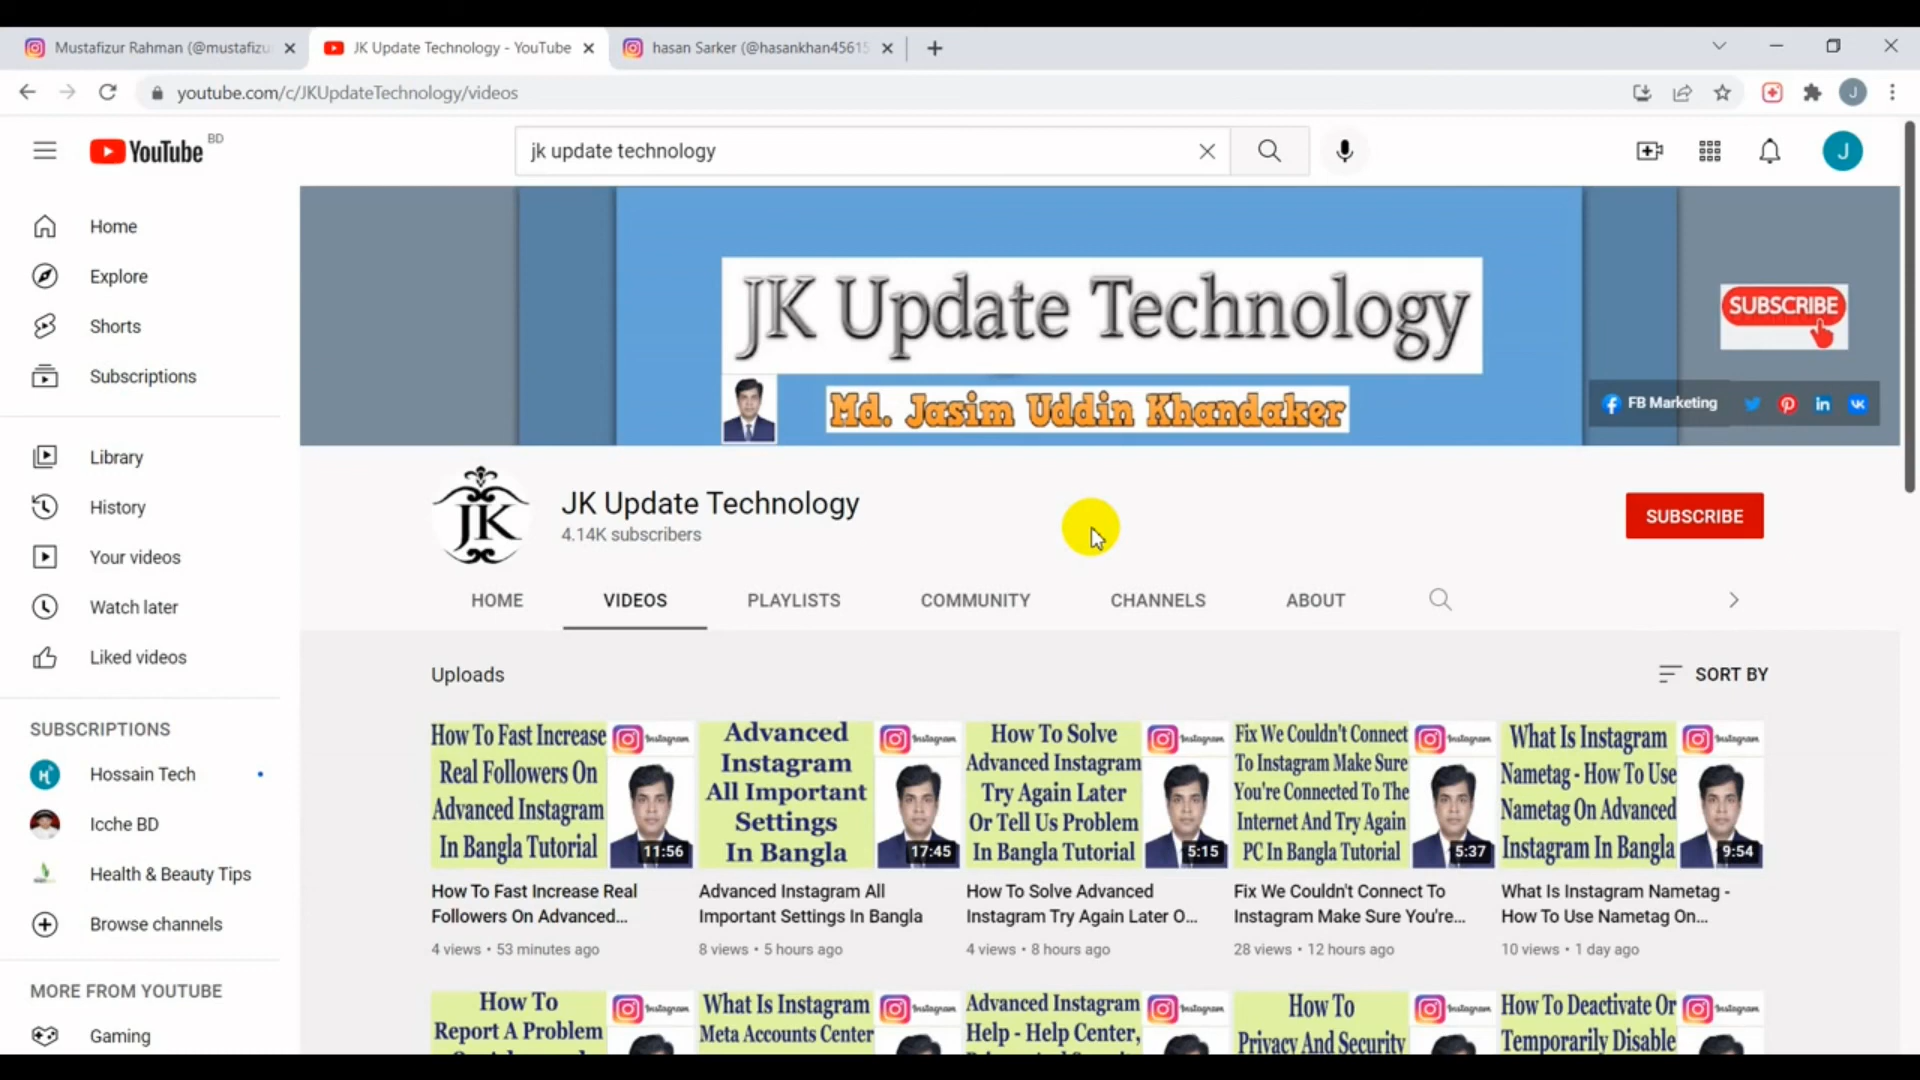 Mustafizur Rahman (@mustafizu
JK Update Technology - YouTube
hasan Sarker (@hasankhan45615
youtube.com/c/JKUpdateTechnology/videos
J
YouTube BD
jk update technology
J
Home
Explore
Shorts
Subscriptions
Library
History
Your videos
Watch later
Liked videos
SUBSCRIPTIONS
Hossain Tech
Icche BD
Health & Beauty Tips
Browse channels
MORE FROM YOUTUBE
Gaming
JK Update Technology
Md. Jasim Uddin Khandaker
SUBSCRIBE
FB Marketing
JK
JK Update Technology
4.14K subscribers
SUBSCRIBE
HOME
VIDEOS
PLAYLISTS
COMMUNITY
CHANNELS
ABOUT
Uploads
SORT BY
How To Fast Increase
Real Followers On
Advanced Instagram
In Bangla Tutorial
Instagram
11:56
How To Fast Increase Real
Followers On Advanced...
4 views • 53 minutes ago
Advanced
Instagram
All Important
Settings
In Bangla
Instagram
17:45
Advanced Instagram All
Important Settings In Bangla
8 views • 5 hours ago
How To Solve
Advanced Instagram
Try Again Later
Or Tell Us Problem
In Bangla Tutorial
Instagram
5:15
How To Solve Advanced
Instagram Try Again Later O...
4 views • 8 hours ago
Fix We Couldn't Connect
To Instagram Make Sure
You're Connected To The
Internet And Try Again
PC In Bangla Tutorial
Instagram
5:37
Fix We Couldn't Connect To
Instagram Make Sure You're...
28 views • 12 hours ago
What Is Instagram
Nametag - How To Use
Nametag On Advanced
Instagram In Bangla
Instagram
9:54
What Is Instagram Nametag -
How To Use Nametag On...
10 views • 1 day ago
How To
Report A Problem
Instagram
What Is Instagram
Meta Accounts Center
Instagram
Advanced Instagram
Help - Help Center,
Instagram
How To
Privacy And Security
Instagram
How To Deactivate Or
Temporarily Disable
Instagram